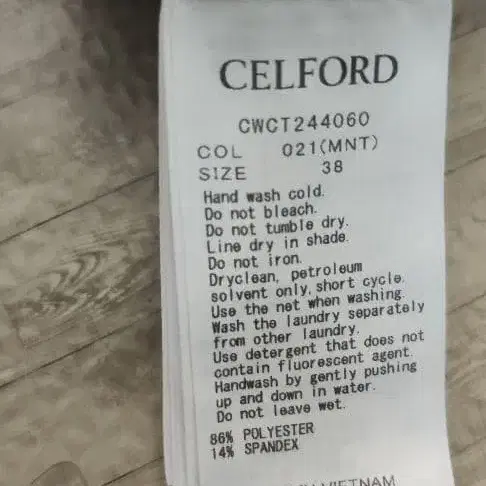 CELFORD
CWCT244060
COL 021(MNT)
SIZE 38
Hand wash cold.
Do not bleach.
Do not tumble dry.
Line dry in shade.
Do not iron.
Dryclean, petroleum
solvent only, short cycle.
Use the net when washing.
Wash the laundry separately
from other laundry.
Use detergent that does not
contain fluorescent agent.
Handwash by gently pushing
up and down in water.
Do not leave wet.
86% POLYESTER
14% SPANDEX
VIETNAM